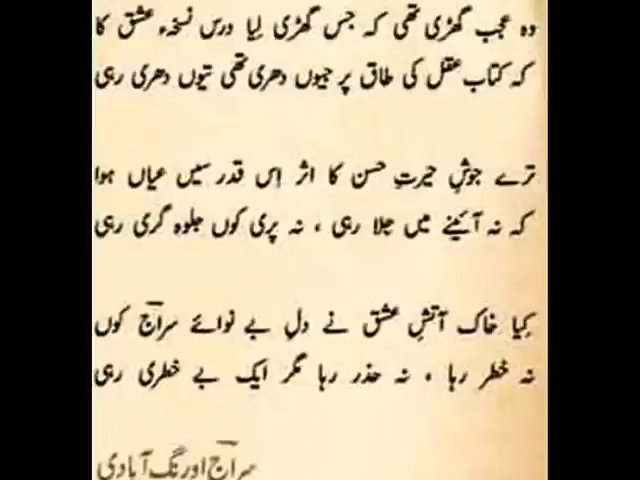 وہ عجب گھڑی تھی کہ جس گھڑی لیا درس نسخۂ عشق کا
کہ کتاب عقل کی طاق پر جیوں دھری تھی تیوں دھری رہی
ترے جوشِ حیرتِ حسن کا اثر اِس قدر سیں عیاں ہوا
کہ نہ آئینے میں جلا رہی ، نہ پری کوں جلوہ گری رہی
کِیا خاک آتشِ عشق نے دلِ بے نوائے سراجؔ کوں
نہ خطر رہا ، نہ حذر رہا مگر ایک بے خطری رہی
سراجؔ اورنگ آبادی